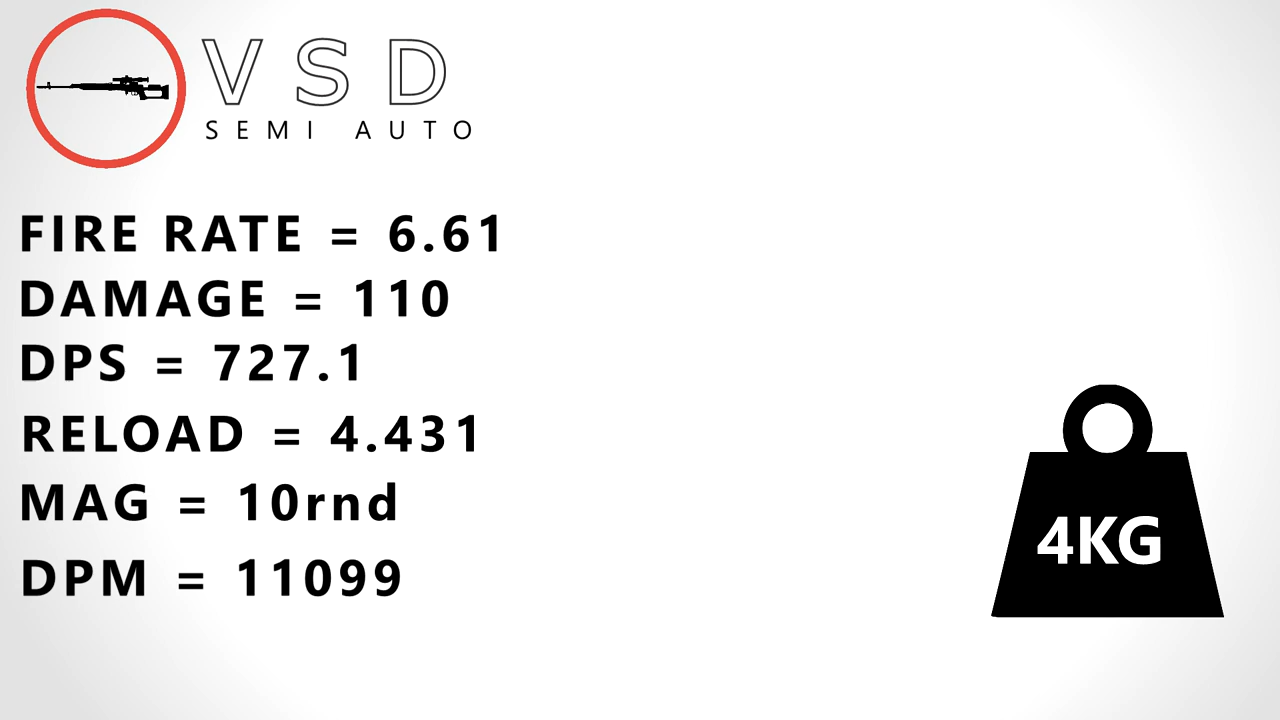 VSD
SEMI AUTO
FIRE RATE = 6.61
DAMAGE = 110
DPS = 727.1
RELOAD = 4.431
MAG = 10rnd
DPM = 11099
4KG